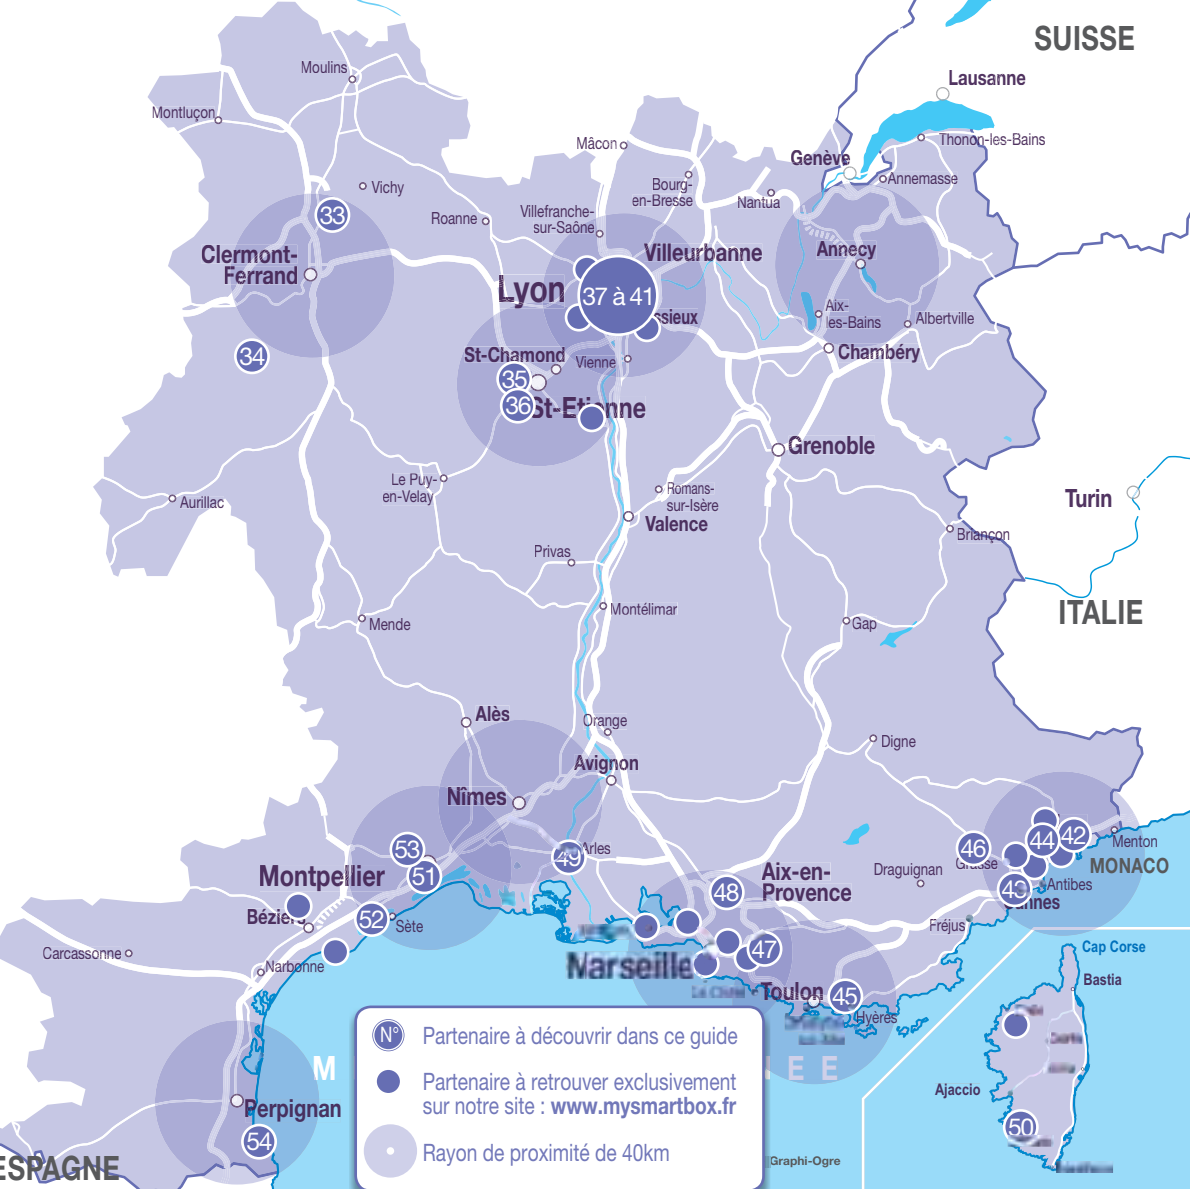 SUISSE
Lausanne
Moulins
Montluçon
Thonon-les-Bains
Mâcon
Genève
Annemasse
Vichy
Bourg-
en-Bresse
Nantua
Roanne
Villefranche-
sur-Saône
33
Clermont-
Ferrand
Villeurbanne
Annecy
Lyon
37 à 41
Aix-
les-Bains
Albertville
ssieux
34
St-Chamond
Vienne
Chambéry
35
36
St-Etienne
Grenoble
Le Puy-
en-Velay
Romans-
sur-Isère
Aurillac
Turin
Valence
Briançon
Privas
ITALIE
Montélimar
Mende
Gap
Alès
Orange
Digne
Avignon
Nîmes
53
49
Arles
46
44
42
Menton
Grasse
MONACO
Montpellier
51
Aix-en-
Provence
48
Draguignan
43
Antibes
Cannes
Béziers
52
Sète
Fréjus
Carcassonne
Narbonne
47
Marseille
Cap Corse
Bastia
Toulon
45
Hyères
N°
Partenaire à découvrir dans ce guide
M
N E E
Partenaire à retrouver exclusivement
sur notre site : www.mysmartbox.fr
Ajaccio
Perpignan
50
54
Rayon de proximité de 40km
ESPAGNE
Graphi-Ogre